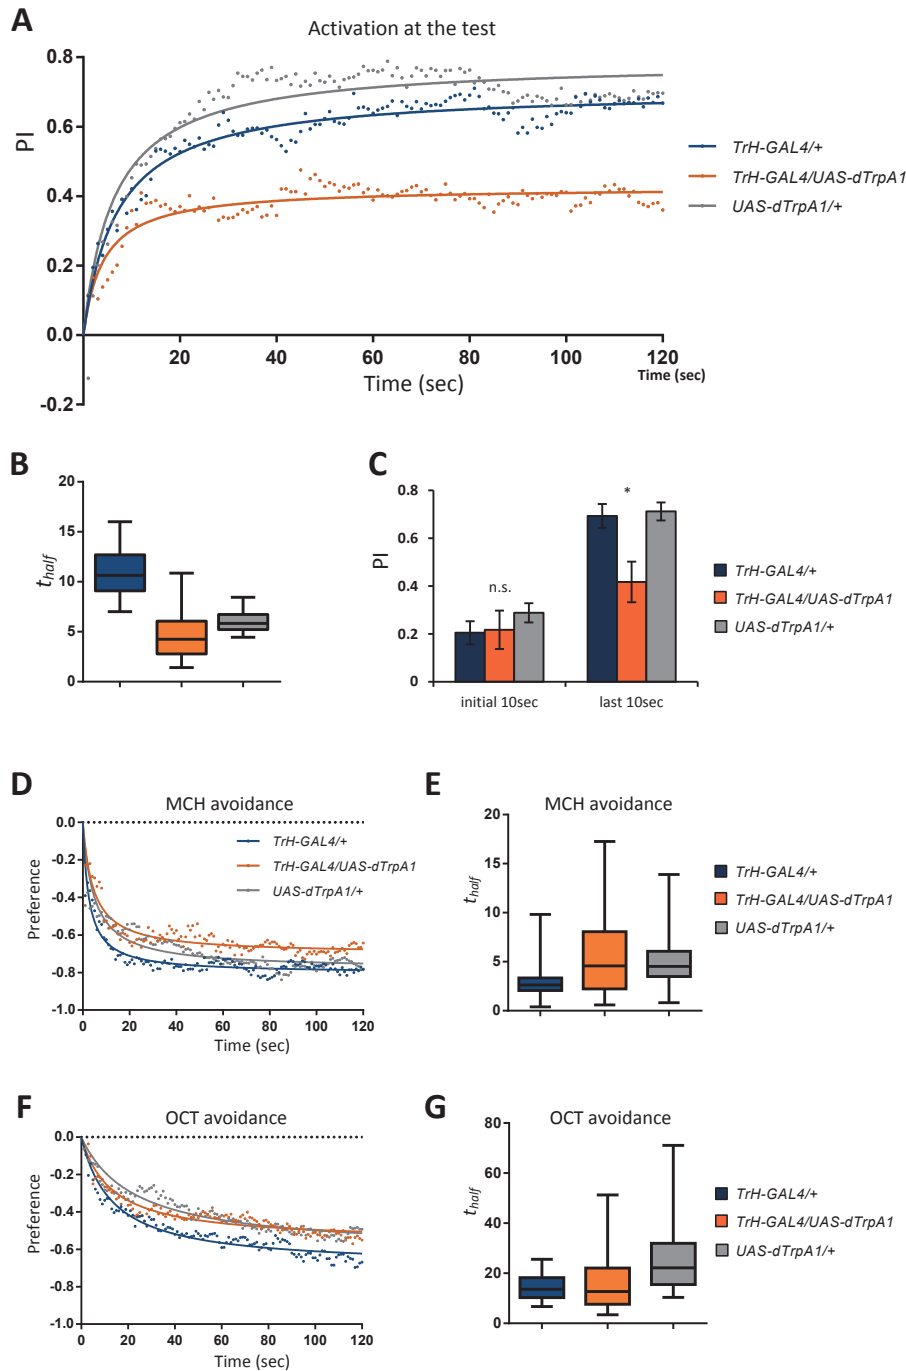 A
Activation at the test
0.8
0.6
0.4
0.2
0.0
-0.2
PI
20
40
60
80
100
120
Time (sec)
Time (sec)
TrH-GAL4/+
TrH-GAL4/UAS-dTrpA1
UAS-dTrpA1/+
B
20
15
10
5
0
t_half
C
0.8
0.6
0.4
0.2
0
PI
n.s.
*
initial 10sec
last 10sec
TrH-GAL4/+
TrH-GAL4/UAS-dTrpA1
UAS-dTrpA1/+
D
MCH avoidance
0.0
-0.2
-0.4
-0.6
-0.8
-1.0
Preference
TrH-GAL4/+
TrH-GAL4/UAS-dTrpA1
UAS-dTrpA1/+
0
20
40
60
80
100
120
Time (sec)
E
MCH avoidance
20
15
10
5
0
t_half
TrH-GAL4/+
TrH-GAL4/UAS-dTrpA1
UAS-dTrpA1/+
F
OCT avoidance
0.0
-0.2
-0.4
-0.6
-0.8
-1.0
Preference
0
20
40
60
80
100
120
Time (sec)
G
OCT avoidance
80
60
40
20
0
t_half
TrH-GAL4/+
TrH-GAL4/UAS-dTrpA1
UAS-dTrpA1/+